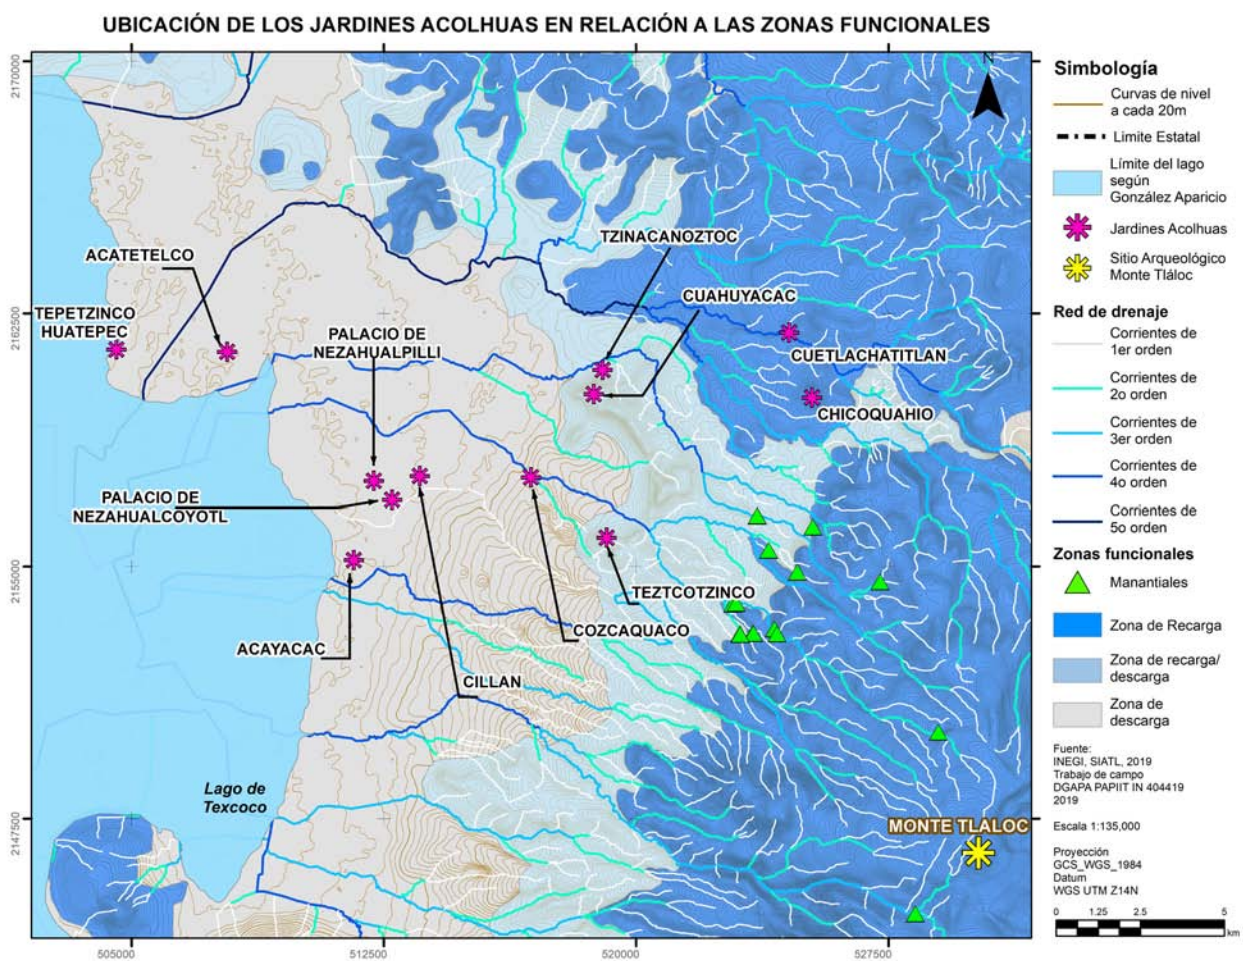 UBICACIÓN DE LOS JARDINES ACOLHUAS EN RELACIÓN A LAS ZONAS FUNCIONALES
2170000
2162500
2155000
2147500
505000
512500
520000
527500
N
ACATETELCO
TEPETZINCO
HUATEPEC
PALACIO DE
NEZAHUALPILLI
TZINACANOZTOC
CUAHUYACAC
CUETLACHATITLAN
CHICOQUAHIO
PALACIO DE
NEZAHUALCOYOTL
ACAYACAC
CILLAN
COZCAQUACO
TEZTCOTZINCO
Lago de
Texcoco
MONTE TLALOC
Simbología
Curvas de nivel
a cada 20m
Limite Estatal
Límite del lago
según
González Aparicio
Jardines Acolhuas
Sitio Arqueológico
Monte Tláloc
Red de drenaje
Corrientes de
1er orden
Corrientes de
2o orden
Corrientes de
3er orden
Corrientes de
4o orden
Corrientes de
5o orden
Zonas funcionales
Manantiales
Zona de Recarga
Zona de recarga/
descarga
Zona de
descarga
Fuente:
INEGI, SIATL, 2019
Trabajo de campo
DGAPA PAPIIT IN 404419
2019
Escala 1:135,000
Proyección
GCS_WGS_1984
Datum
WGS UTM Z14N
0 1.25 2.5 5
km